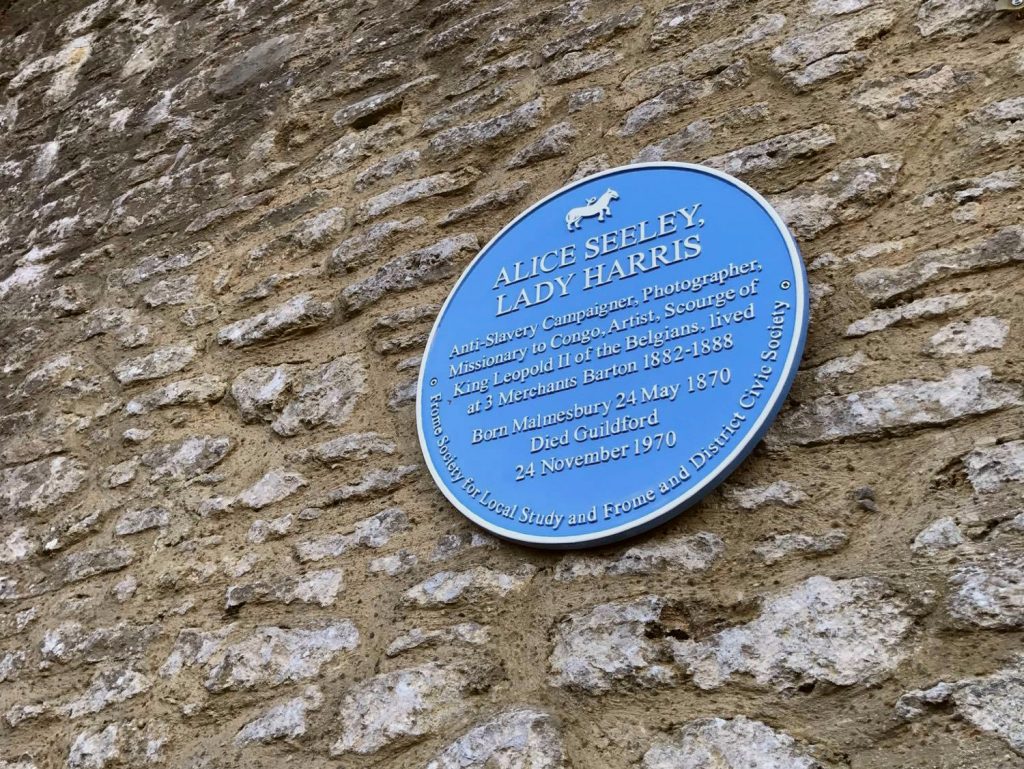 ALICE SEELEY,
LADY HARRIS
Anti-Slavery Campaigner, Photographer,
Missionary to Congo, Artist, Scourge of
King Leopold II of the Belgians, lived
at 3 Merchants Barton 1882-1888
Born Malmesbury 24 May 1870
Died Guildford
24 November 1970
Frome Society for Local Study and Frome and District Civic Society